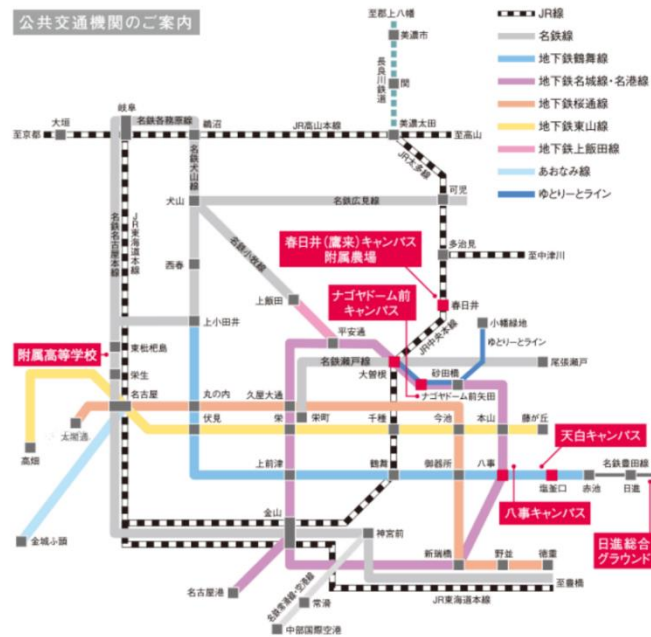 公共交通機関のご案内
JR線
名鉄線
地下鉄鶴舞線
地下鉄名城線・名港線
地下鉄桜通線
地下鉄東山線
地下鉄上飯田線
あおなみ線
ゆとりーとライン
至郡上八幡
美濃市
長良川鉄道
関
岐阜
名鉄各務原線
鵜沼
大垣
至京都
JR高山本線
美濃太田
至高山
JR太多線
名鉄犬山線
犬山
名鉄広見線
可児
名鉄名古屋本線
JR東海道本線
名鉄小牧線
西春
多治見
至中津川
春日井(鷹来)キャンパス
附属農場
春日井
ナゴヤドーム前
キャンパス
上飯田
小幡緑地
ゆとりーとライン
JR中央本線
上小田井
平安通
附属高等学校
東枇杷島
名鉄瀬戸線
大曽根
砂田橋
尾張瀬戸
栄生
ナゴヤドーム前矢田
名古屋
丸の内
久屋大通
太閤通
伏見
栄
栄町
千種
今池
本山
藤が丘
天白キャンパス
高畑
上前津
鶴舞
御器所
八事
名鉄豊田線
塩釜口
赤池
日進
八事キャンパス
金山
金城ふ頭
神宮前
日進総合
グラウンド
新瑞橋
野並
徳重
名古屋港
至豊橋
名鉄常滑線・空港線
常滑
JR東海道本線
中部国際空港